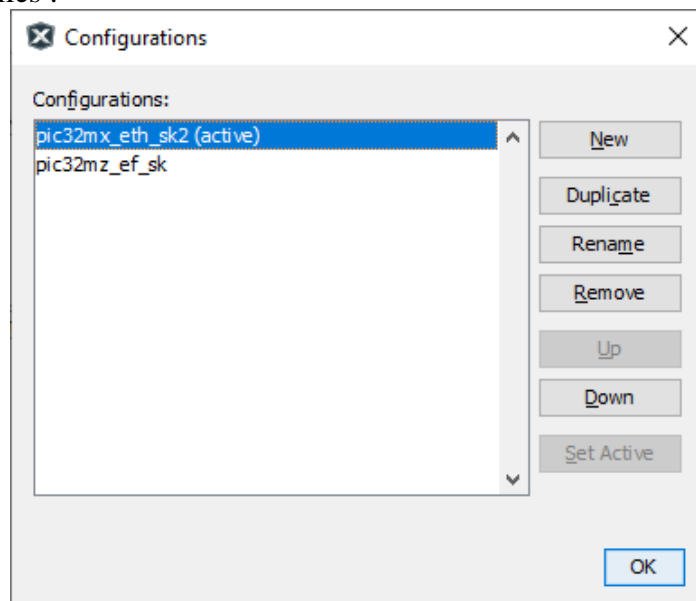 Configurations
Configurations:
pic32mx_eth_sk2 (active)
pic32mz_ef_sk
New
Duplicate
Rename
Remove
Up
Down
Set Active
OK